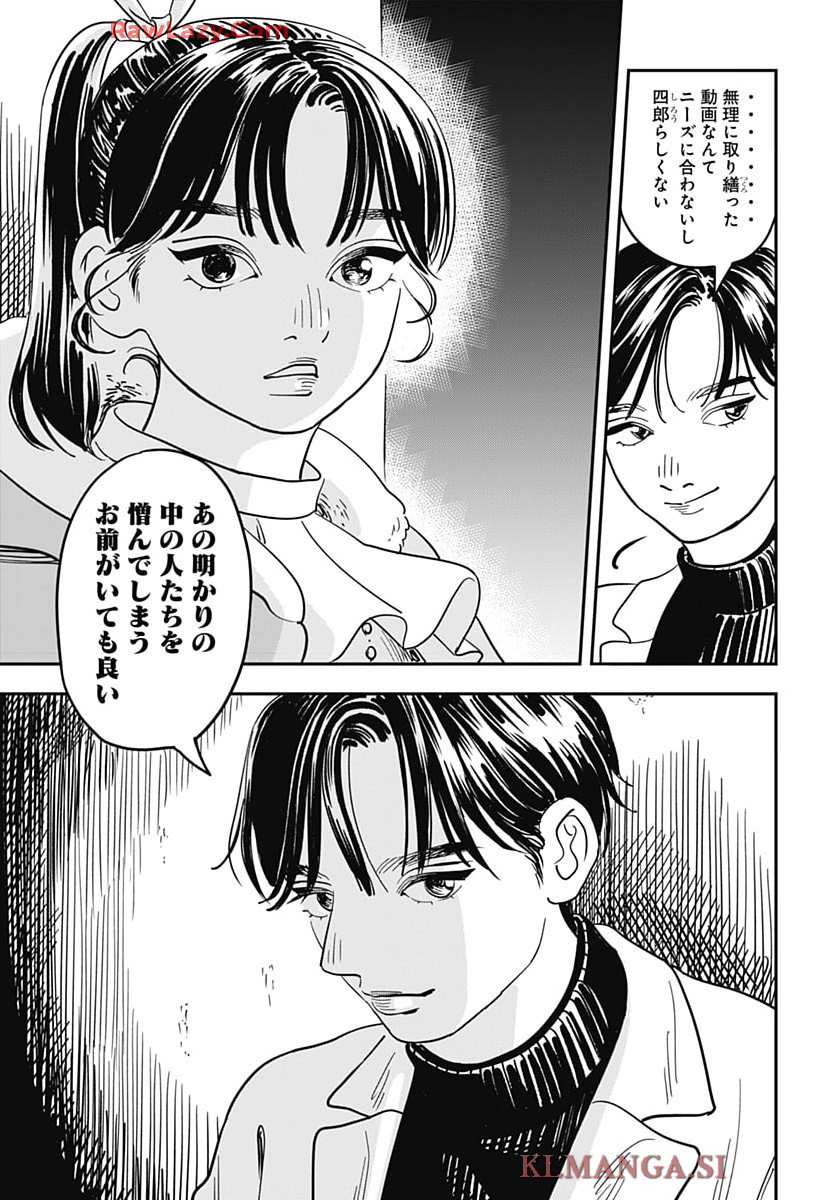 RawLazy.Com
無理に取り繕った
動画なんて
ニーズに合わないし
四郎らしくない
あの明かりの
中の人たちを
憎んでしまう
お前がいても良い
KLMANGA.SI